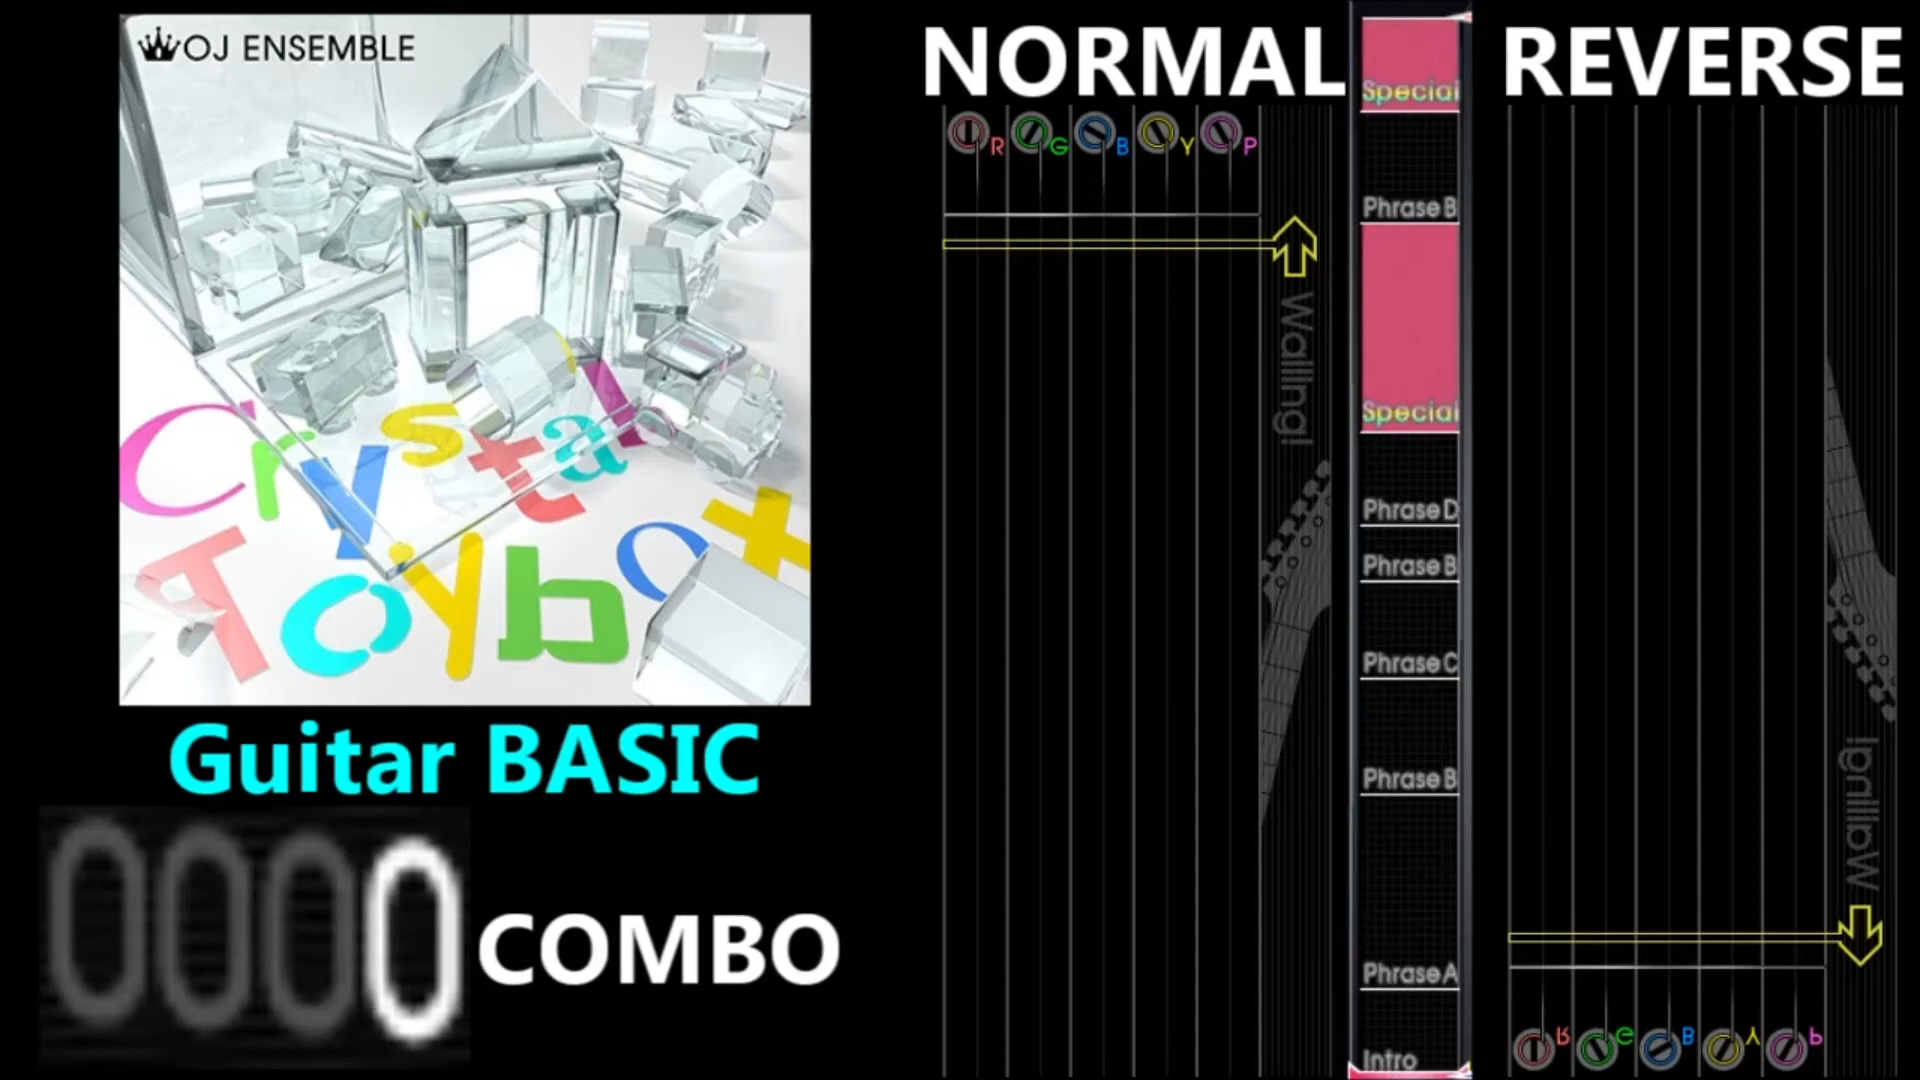 OJ ENSEMBLE
Crystal
Toybox
Guitar BASIC
0000 COMBO
NORMAL
R G B Y P
Wailing!
Special
Phrase B
Special
Phrase D
Phrase B
Phrase C
Phrase B
Phrase A
Intro
REVERSE
Wailing!
R G B Y P